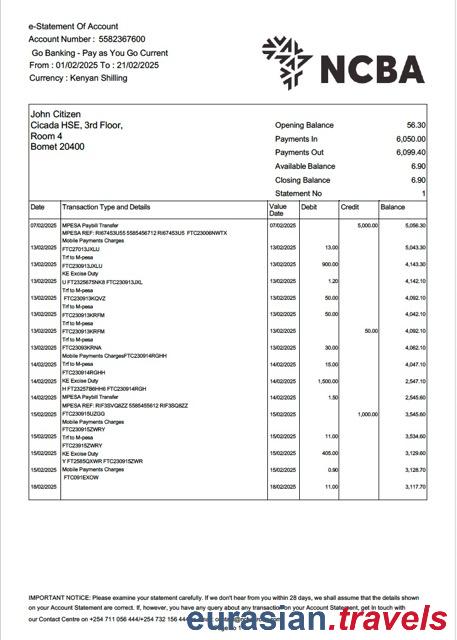 e-Statement Of Account
Account Number : 5582367600
Go Banking - Pay as You Go Current
From : 01/02/2025 To : 21/02/2025
Currency : Kenyan Shilling
NCBA
John Citizen
Cicada HSE, 3rd Floor,
Room 4
Bomet 20400
Opening Balance 56.30
Payments In 6,050.00
Payments Out 6,099.40
Available Balance 6.90
Closing Balance 6.90
Statement No 1
Date Transaction Type and Details Value Date Debit Credit Balance
07/02/2025 MPESA Paybill Transfer 07/02/2025 5,000.00 5,056.30
MPESA REF: RI67453IJ55 5585456712 RI67453IJ5 FTC23006NWTX
Mobile Payments Charges
13/02/2025 FTC27013JXLU 13/02/2025 13.00 5,043.30
Trf to M-pesa
13/02/2025 FTC230913JXLU 13/02/2025 900.00 4,143.30
KE Excise Duty
13/02/2025 U FT2325675NK8 FTC230913JXL 13/02/2025 1.20 4,142.10
Trf to M-pesa
13/02/2025 FTC230913KQVZ 13/02/2025 50.00 4,092.10
Trf to M-pesa
13/02/2025 FTC230913KRFM 13/02/2025 50.00 4,042.10
Trf to M-pesa
13/02/2025 FTC230913KRFM 13/02/2025 50.00 4,092.10
Trf to M-pesa
13/02/2025 FTC23093KRNA 13/02/2025 30.00 4,062.10
Mobile Payments ChargesFTC230914RGHH
14/02/2025 Trf to M-pesa 14/02/2025 15.00 4,047.10
FTC230914RGHH
14/02/2025 KE Excise Duty 14/02/2025 1,500.00 2,547.10
H FT23257B6HH6 FTC230914RGH
14/02/2025 MPESA Paybill Transfer 14/02/2025 1.50 2,545.60
MPESA REF: RIF3SVQ8ZZ 5585455612 RIF3SQ8ZZ
15/02/2025 FTC230915UZGG 15/02/2025 1,000.00 3,545.60
Mobile Payments Charges
FTC230915ZWRY
15/02/2025 Trf to M-pesa 15/02/2025 11.00 3,534.60
FTC23915ZWRY
15/02/2025 KE Excise Duty 15/02/2025 405.00 3,129.60
Y FT2585QXWR FTC230915ZWR
15/02/2025 Mobile Payments Charges 15/02/2025 0.90 3,128.70
FTC091EXOW
18/02/2025 18/02/2025 11.00 3,117.70
IMPORTANT NOTICE: Please examine your statement carefully. If we don't hear from you within 28 days, we shall assume that the details shown
on your Account Statement are correct. If, however, you have any query about any transaction on your Account Statement, get in touch with
our Contact Centre on +254 711 056 444/+254 732 156 444
eurasian.travels